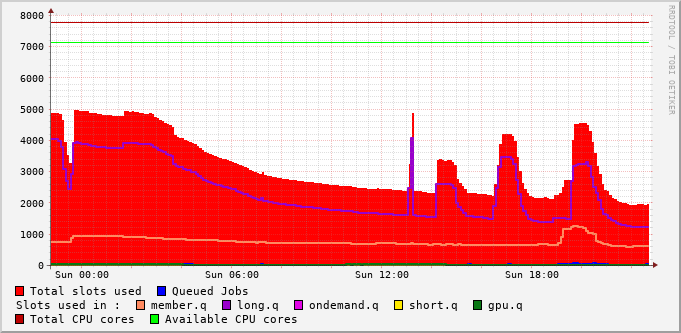 8000
7000
6000
5000
4000
3000
2000
1000
0
Sun 00:00 Sun 06:00 Sun 12:00 Sun 18:00
RRDTOOL / TOBI OETIKER
Total slots used Queued Jobs
Slots used in : member.q long.q ondemand.q short.q gpu.q
Total CPU cores Available CPU cores